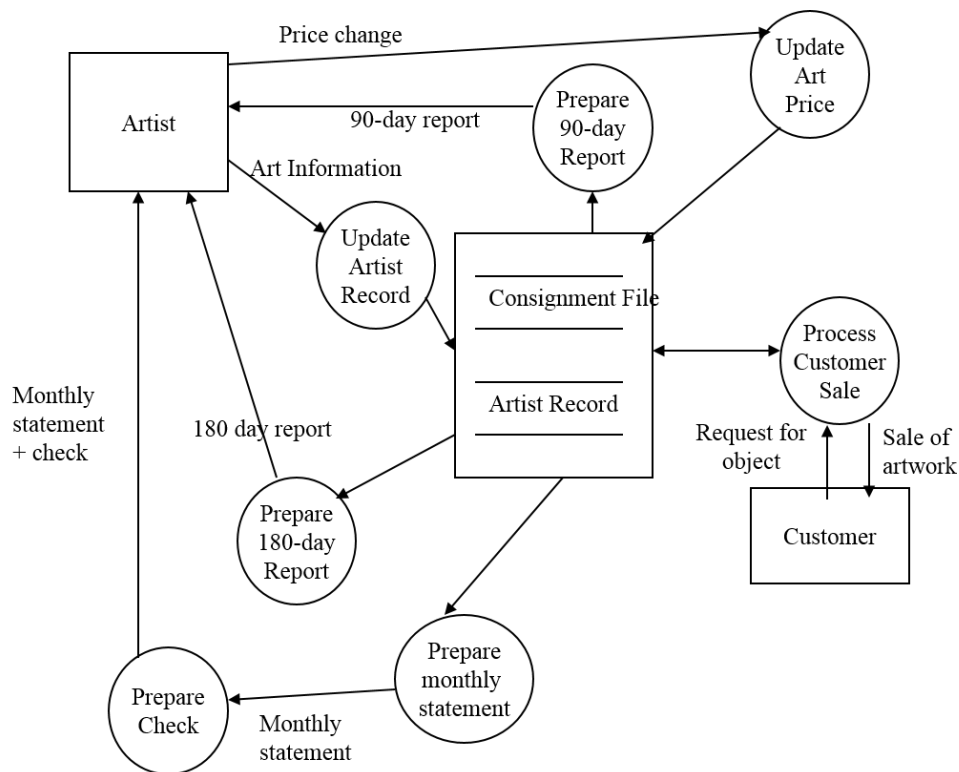 Price change
Update
Art
Price
Artist
Prepare
90-day
Report
90-day report
Art Information
Update
Artist
Record
Consignment File
Process
Customer
Sale
Artist Record
Monthly
statement
+ check
180 day report
Request for
object
Sale of
artwork
Prepare
180-day
Report
Customer
Prepare
monthly
statement
Prepare
Check
Monthly
statement